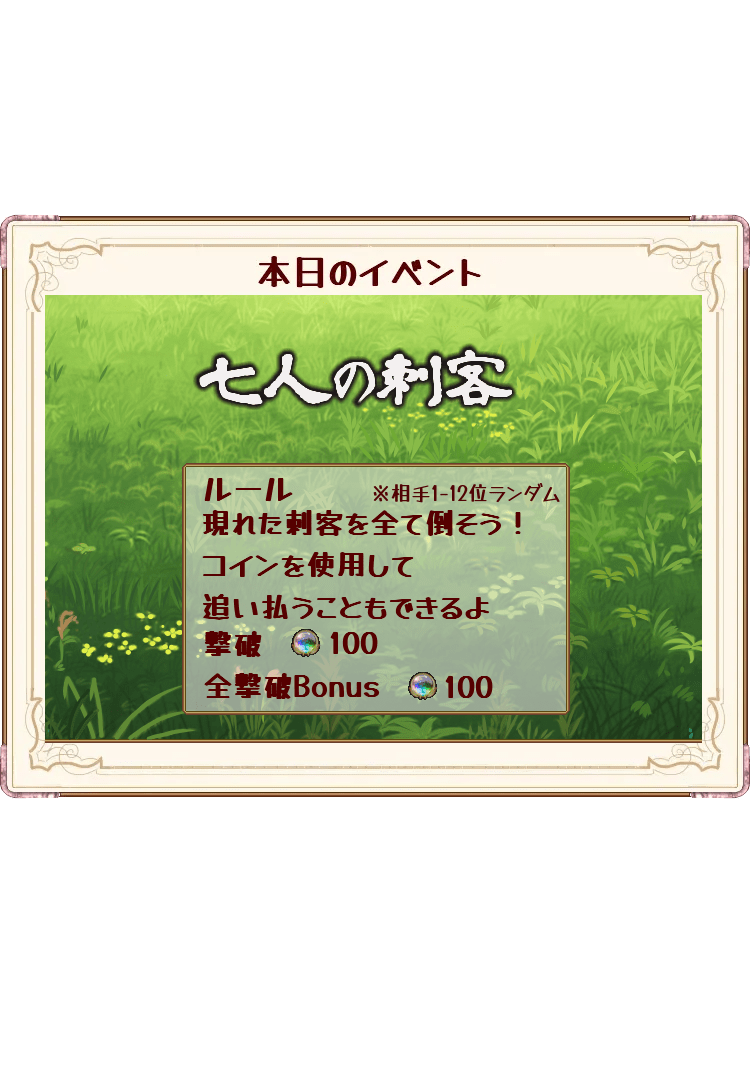 本日のイベント
七人の刺客
ルール ※相手1-12位ランダム
現れた刺客を全て倒そう！
コインを使用して
追い払うこともできるよ
撃破 100
全撃破Bonus 100